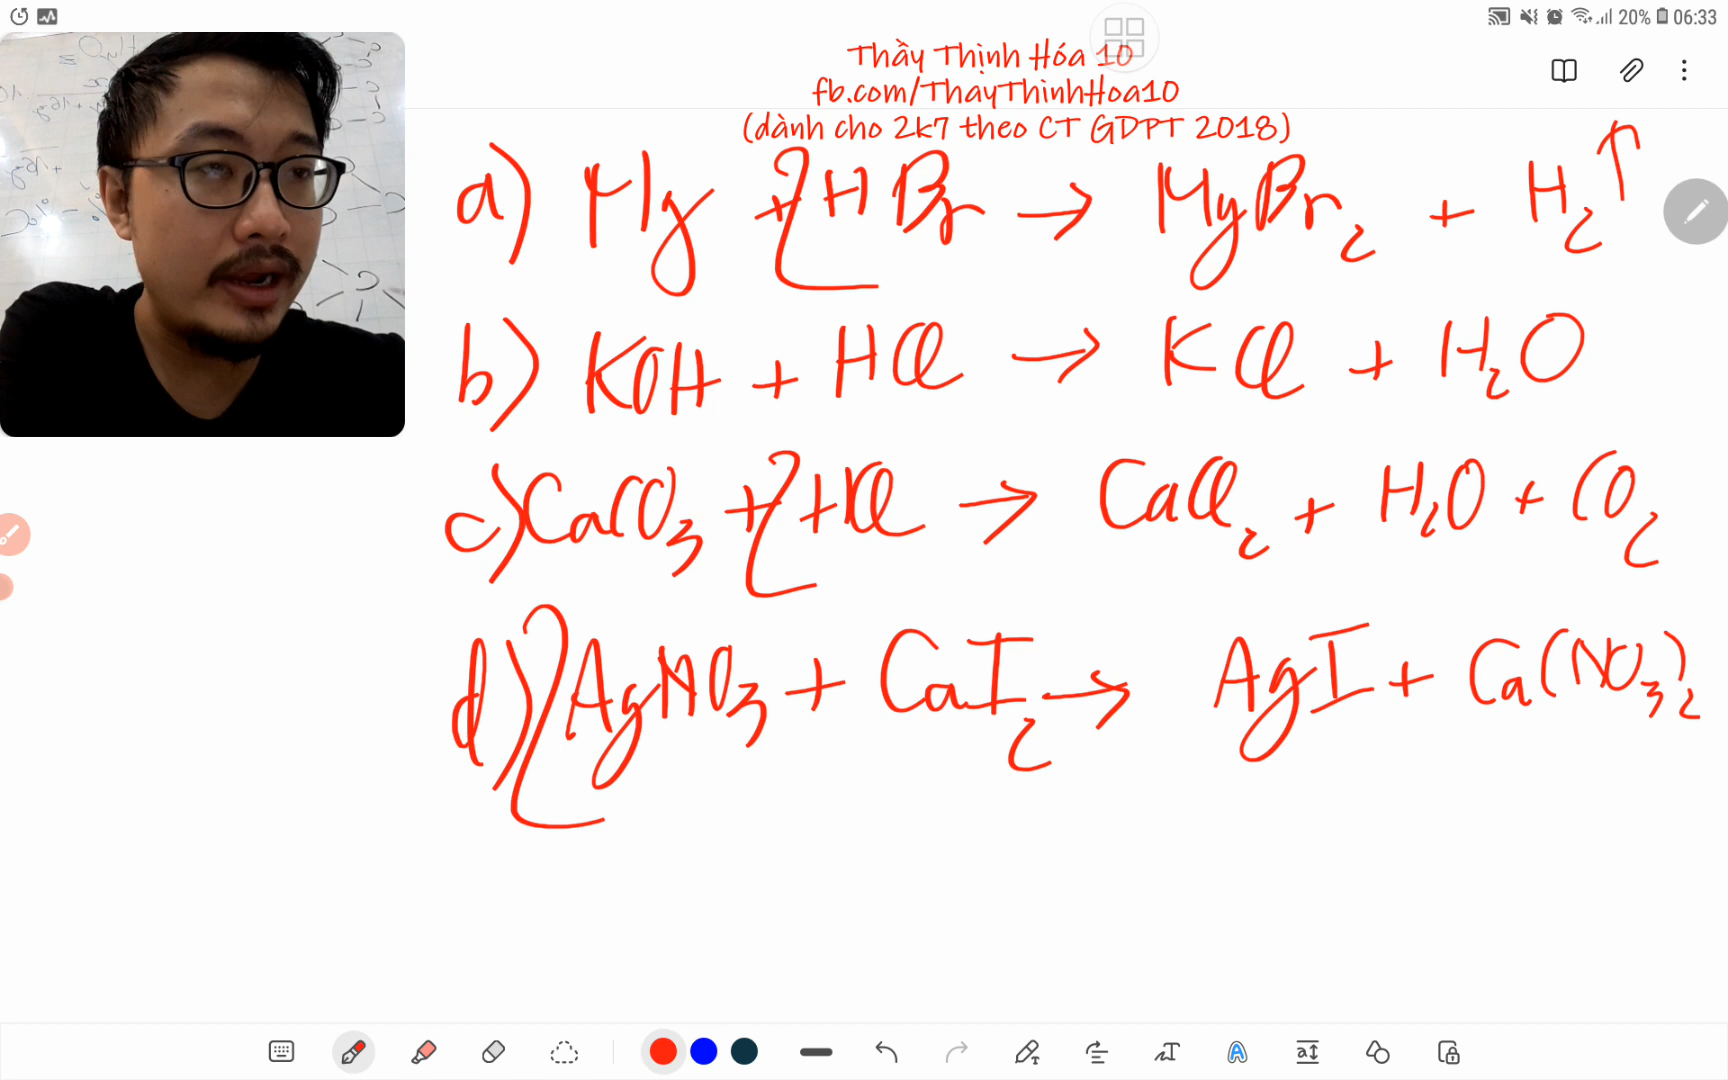 20% 06:33
Thầy Thịnh Hóa 10
fb.com/ThayThinhHoa10
(dành cho 2k7 theo CT GDPT 2018)
a) Mg + 2HBr → MgBr₂ + H₂↑
b) KOH + HCl → KCl + H₂O
c) CaCO₃ + 2HCl → CaCl₂ + H₂O + CO₂
d) 2AgNO₃ + CaI₂ → AgI + Ca(NO₃)₂